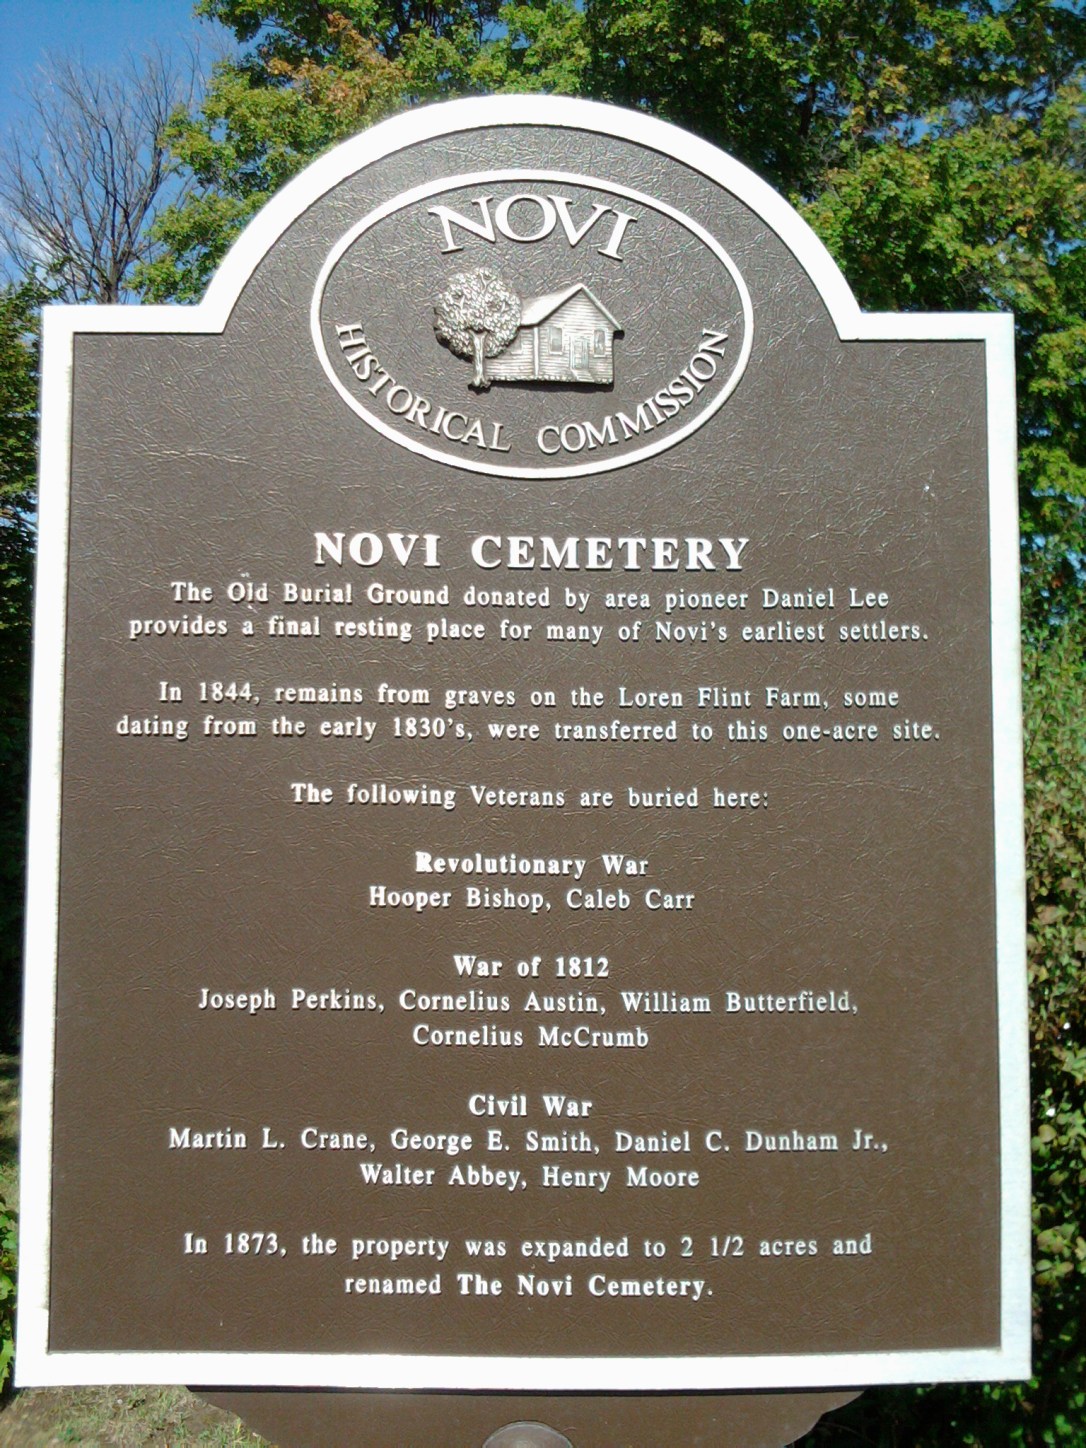 NOVI
HISTORICAL COMMISSION
NOVI CEMETERY
The Old Burial Ground donated by area pioneer Daniel Lee
provides a final resting place for many of Novi's earliest settlers.
In 1844, remains from graves on the Loren Flint Farm, some
dating from the early 1830's, were transferred to this one-acre site.
The following Veterans are buried here:
Revolutionary War
Hooper Bishop, Caleb Carr
War of 1812
Joseph Perkins, Cornelius Austin, William Butterfield,
Cornelius McCrumb
Civil War
Martin L. Crane, George E. Smith, Daniel C. Dunham Jr.,
Walter Abbey, Henry Moore
In 1873, the property was expanded to 2 1/2 acres and
renamed The Novi Cemetery.